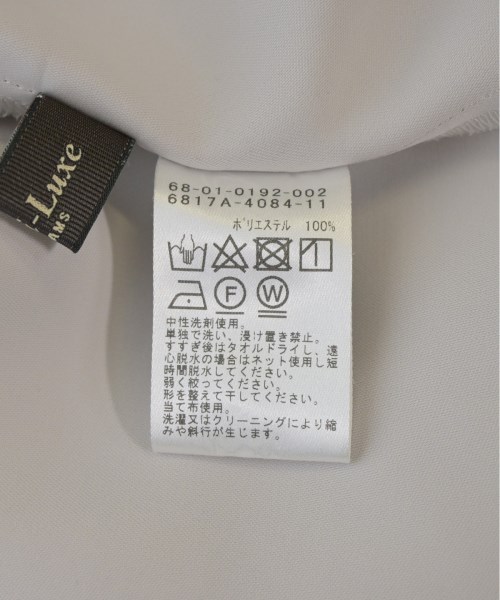 -Luxe
AMS
68-01-0192-002
6817A-4084-11
ポリエステル 100%
F W
中性洗剤使用。
単独で洗い、浸け置き禁止。
すすぎ後はタオルドライし、遠
心脱水の場合はネット使用し短
時間脱水してください。
弱く絞ってください。
形を整えて干してください。
当て布使用。
洗濯又はクリーニングにより縮
みや斜行が生じます。